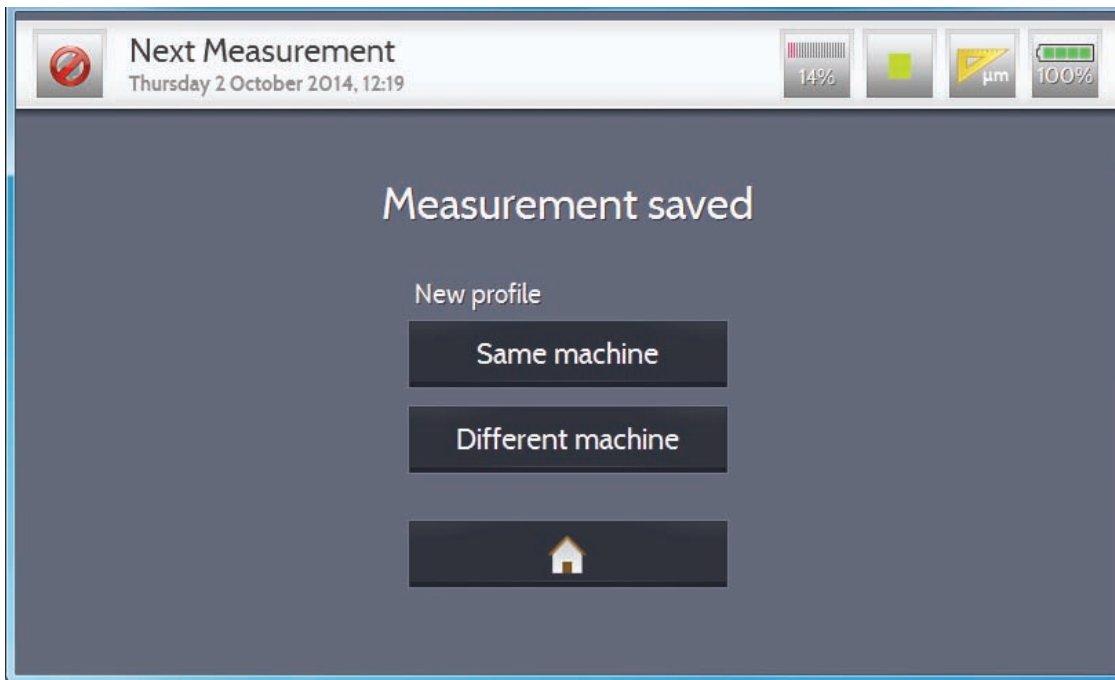 Next Measurement
Thursday 2 October 2014, 12:19
14%
µm
100%
Measurement saved
New profile
Same machine
Different machine